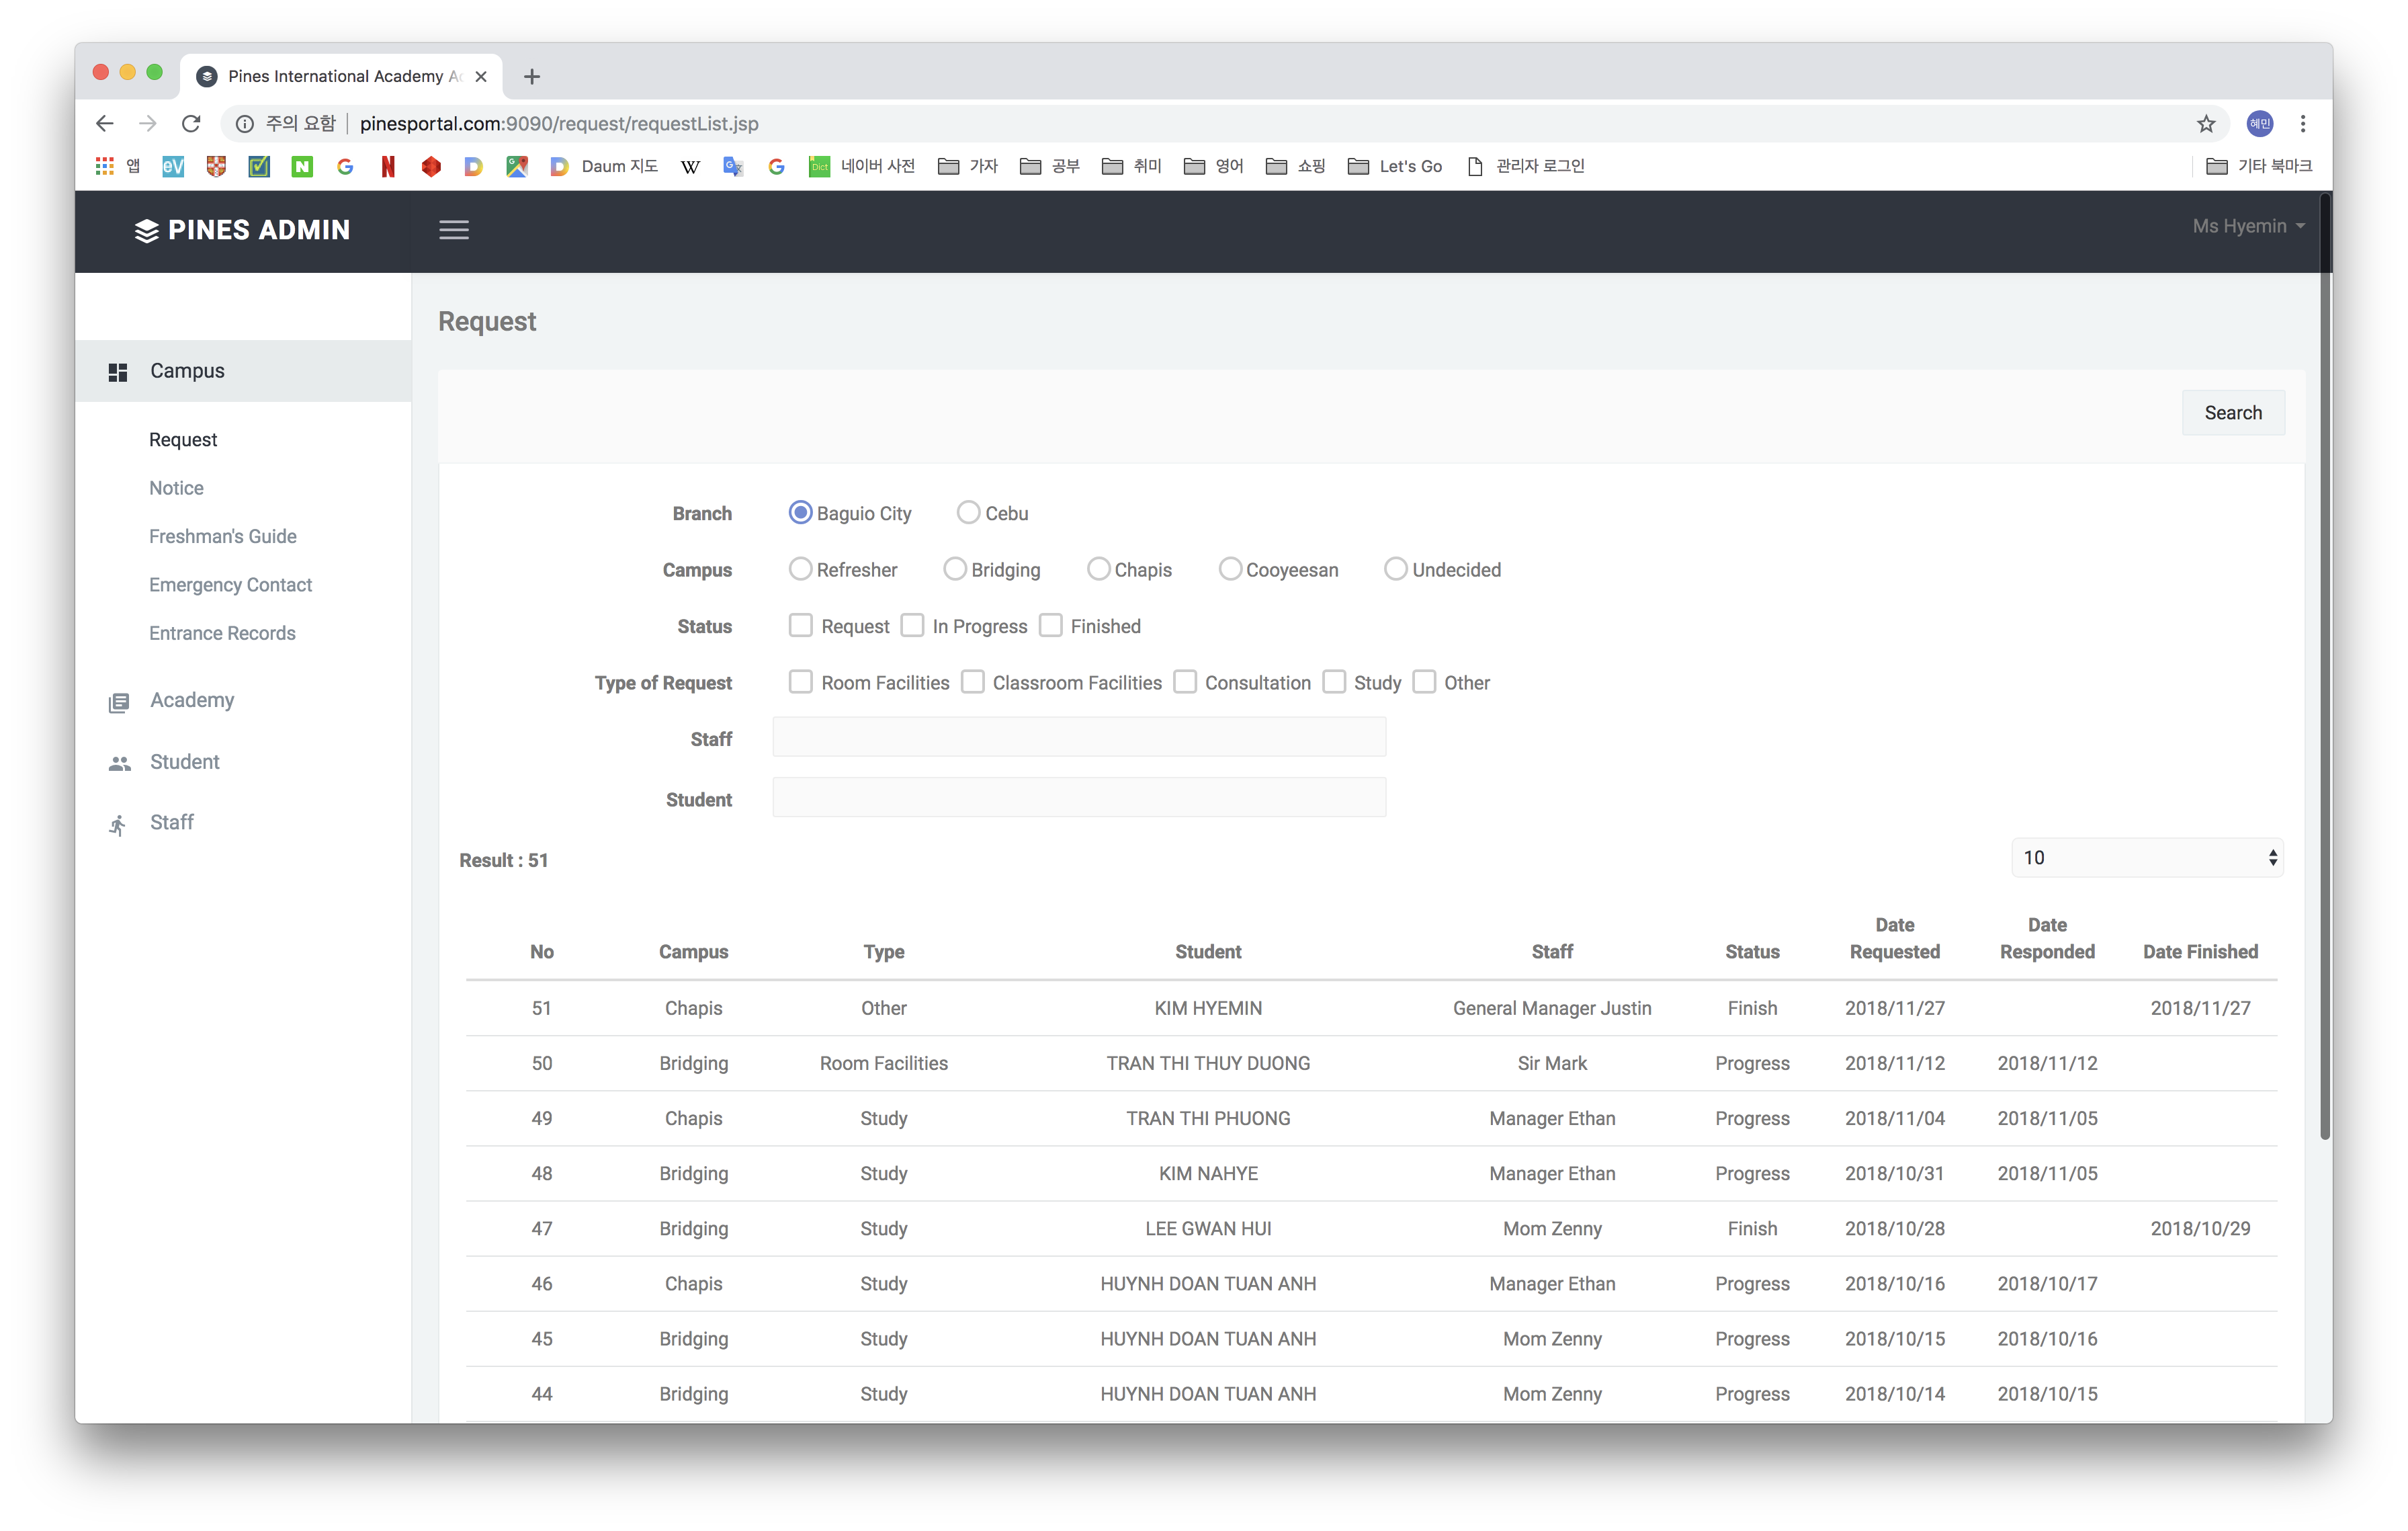 Pines International Academy A
주의 요함 pinesportal.com:9090/request/requestList.jsp 혜민
앱 eV N G N D G D Daum 지도 W G G Dict 네이버 사전 가자 공부 취미 영어 쇼핑 Let's Go 관리자 로그인 기타 북마크
PINES ADMIN Ms Hyemin
Request
Campus
Search
Request
Notice
Freshman's Guide
Emergency Contact
Entrance Records
Academy
Student
Staff
Branch Baguio City Cebu
Campus Refresher Bridging Chapis Cooyeesan Undecided
Status Request In Progress Finished
Type of Request Room Facilities Classroom Facilities Consultation Study Other
Staff
Student
Result : 51 10
No Campus Type Student Staff Status Date Requested Date Responded Date Finished
51 Chapis Other KIM HYEMIN General Manager Justin Finish 2018/11/27 2018/11/27
50 Bridging Room Facilities TRAN THI THUY DUONG Sir Mark Progress 2018/11/12 2018/11/12
49 Chapis Study TRAN THI PHUONG Manager Ethan Progress 2018/11/04 2018/11/05
48 Bridging Study KIM NAHYE Manager Ethan Progress 2018/10/31 2018/11/05
47 Bridging Study LEE GWAN HUI Mom Zenny Finish 2018/10/28 2018/10/29
46 Chapis Study HUYNH DOAN TUAN ANH Manager Ethan Progress 2018/10/16 2018/10/17
45 Bridging Study HUYNH DOAN TUAN ANH Mom Zenny Progress 2018/10/15 2018/10/16
44 Bridging Study HUYNH DOAN TUAN ANH Mom Zenny Progress 2018/10/14 2018/10/15